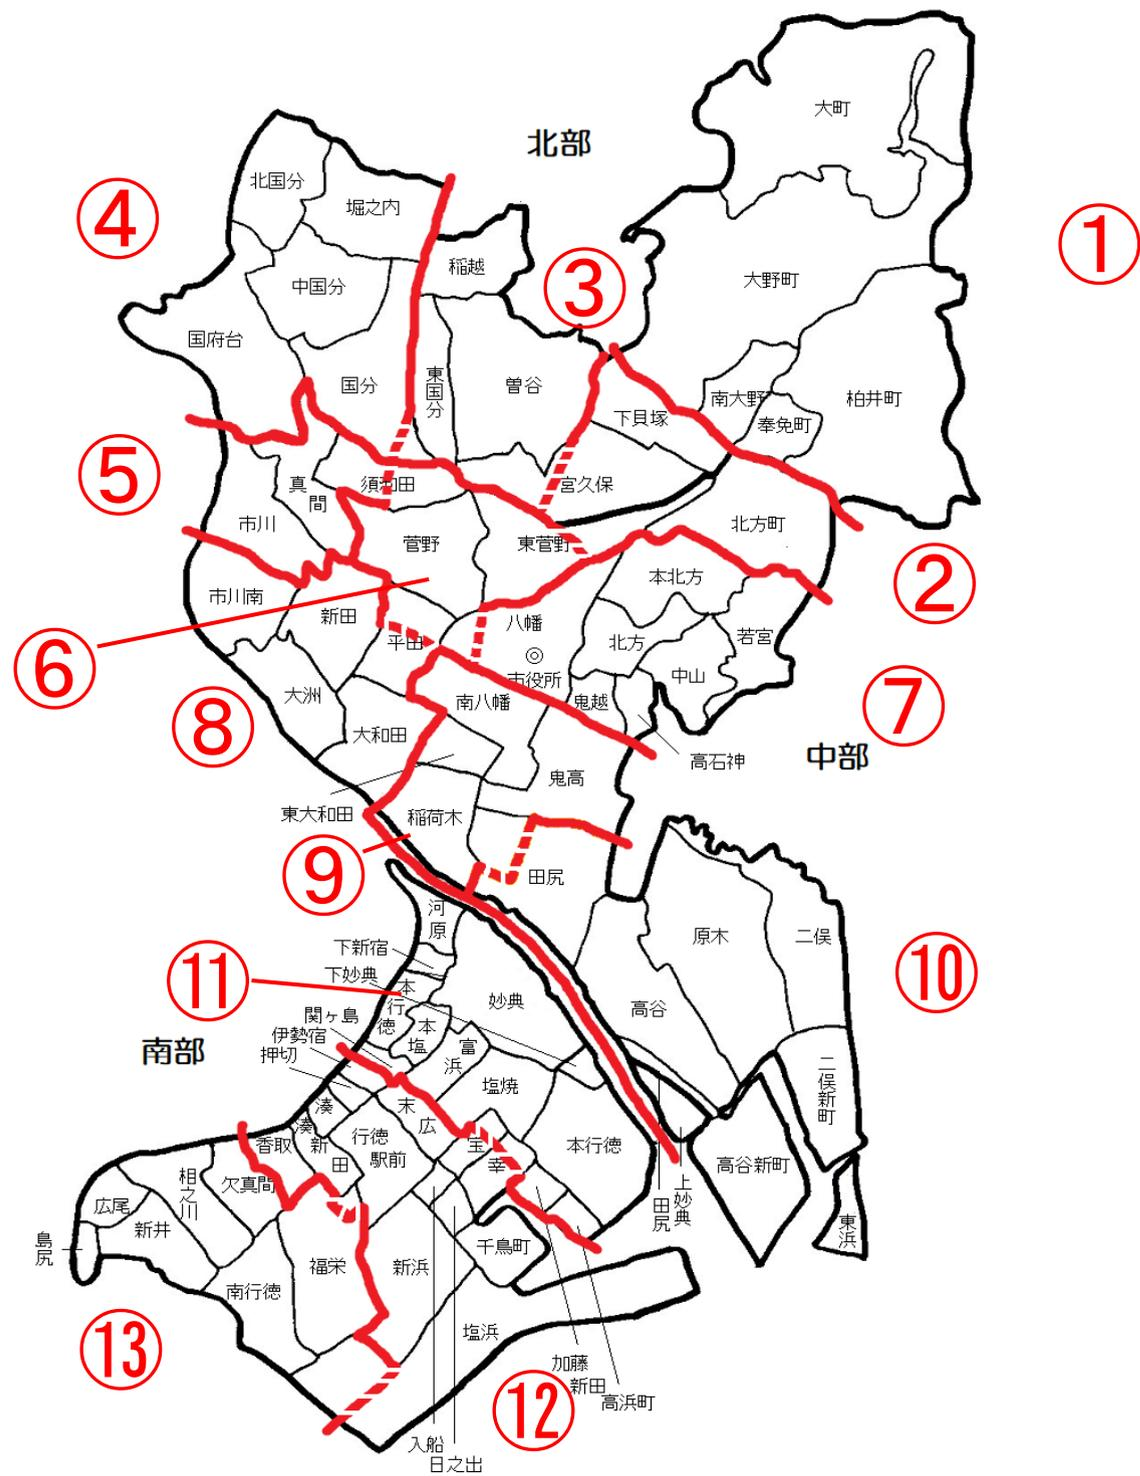 大町
北部
①
④
北国分
堀之内
稲越
③
大野町
中国分
国府台
東国分
曽谷
国分
下貝塚
南大野
柏井町
奉免町
⑤
真間
須和田
宮久保
市川
菅野
東菅野
北方町
②
本北方
市川南
新田
八幡
平田
北方
若宮
⑥
◎
市役所
中山
大洲
南八幡
鬼越
⑦
⑧
大和田
高石神
中部
鬼高
東大和田
稲荷木
⑨
田尻
河原
原木
二俣
⑩
下新宿
下妙典
⑪
本行徳
妙典
高谷
関ヶ島
本塩
伊勢宿
富浜
南部
押切
塩焼
二俣新町
湊
末広
湊新田
行徳駅前
宝
幸
本行徳
香取
高谷新町
相之川
欠真間
田尻
上妙典
広尾
新井
島尻
東浜
千鳥町
福栄
新浜
南行徳
⑬
塩浜
加藤新田
⑫
高浜町
入船
日之出